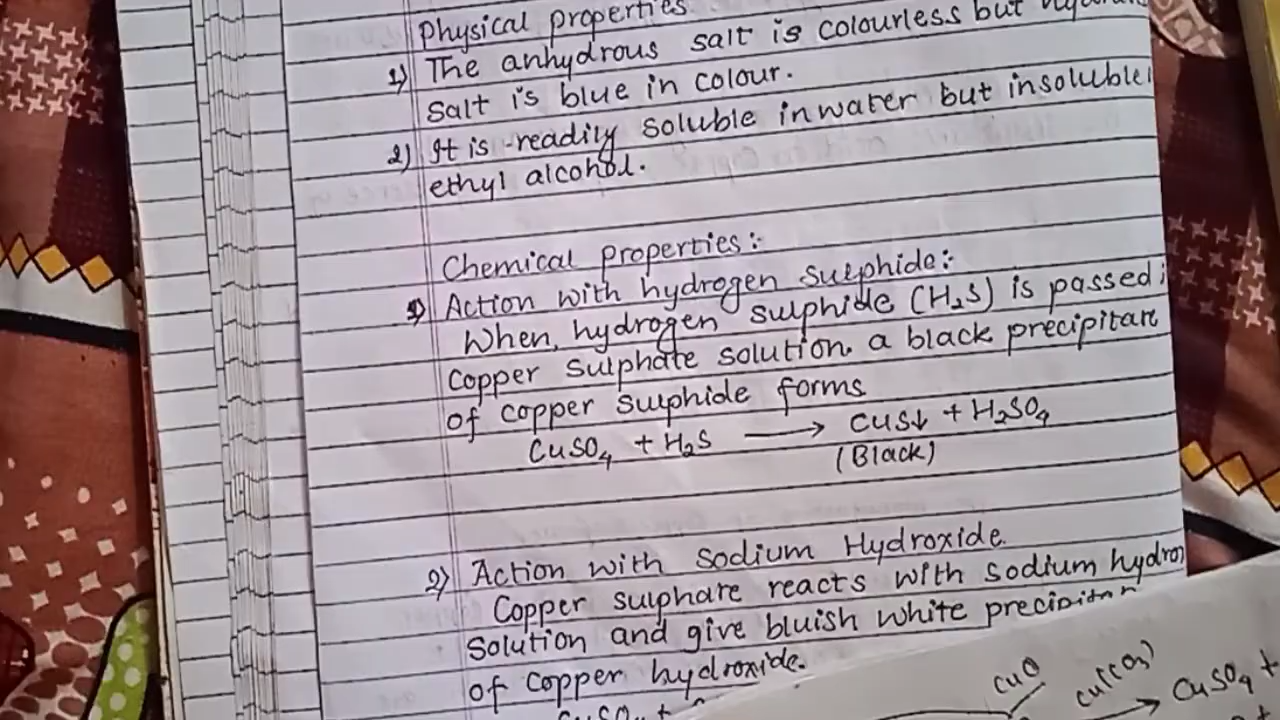 Physical properties
1) The anhydrous salt is colourless but
salt is blue in colour.
2) It is readily soluble in water but insoluble
ethyl alcohol.
Chemical properties:-
1) Action with hydrogen sulphide:-
When, hydrogen sulphide (H₂S) is passed
copper sulphate solution. a black precipitate
of copper sulphide forms
CuSO₄ + H₂S ⟶ CuS↓ + H₂SO₄
(Black)
2) Action with Sodium Hydroxide.
Copper sulphate reacts with sodium hydro
solution and give bluish white
of copper hydroxide.
CuSO₄ +
CuO
Cu(CO₃)
CuSO₄ +